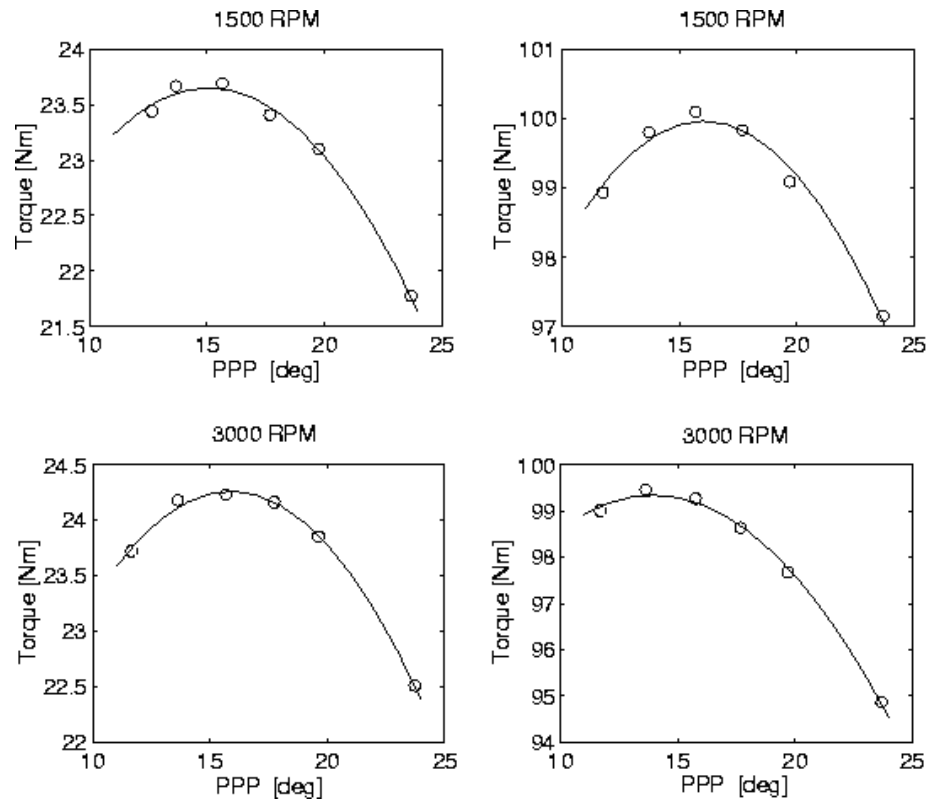 1500 RPM
24
23.5
23
22.5
22
21.5
Torque [Nm]
10 15 20 25
PPP [deg]
1500 RPM
101
100
99
98
97
Torque [Nm]
10 15 20 25
PPP [deg]
3000 RPM
24.5
24
23.5
23
22.5
22
Torque [Nm]
10 15 20 25
PPP [deg]
3000 RPM
100
99
98
97
96
95
94
Torque [Nm]
10 15 20 25
PPP [deg]